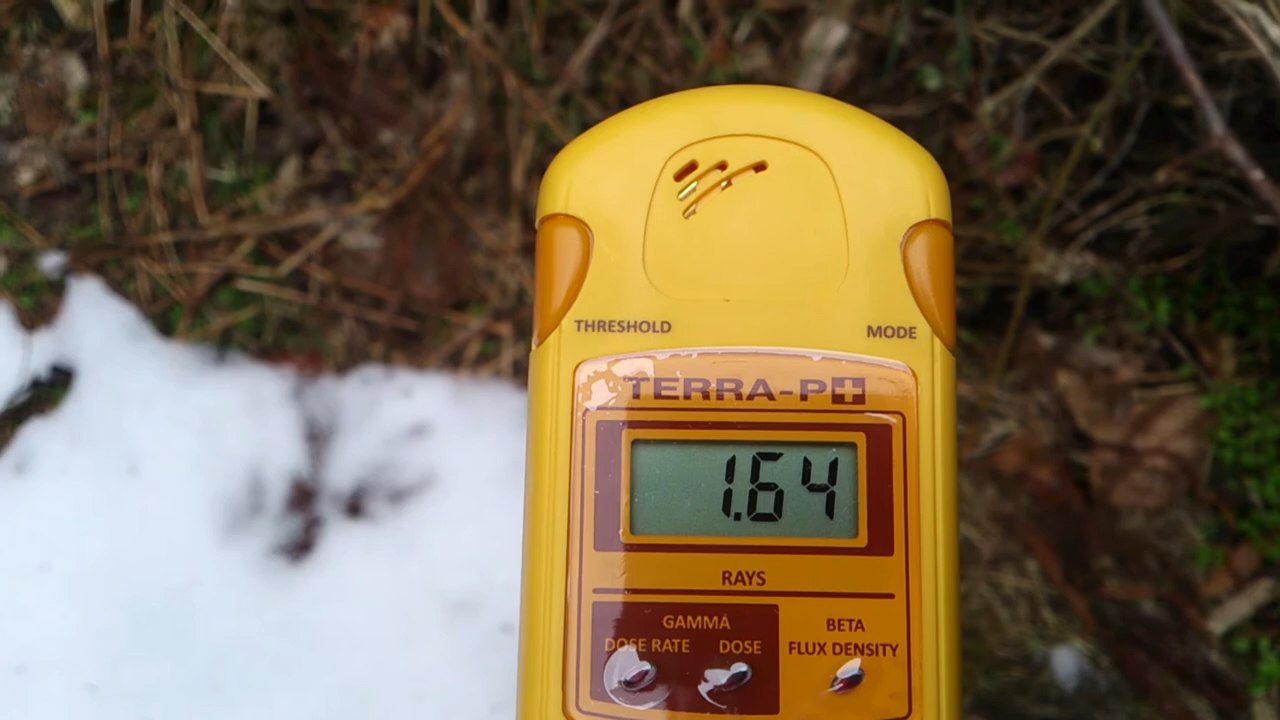 THRESHOLD MODE
TERRA-P+
1.64
RAYS
GAMMA
DOSE RATE DOSE
BETA
FLUX DENSITY